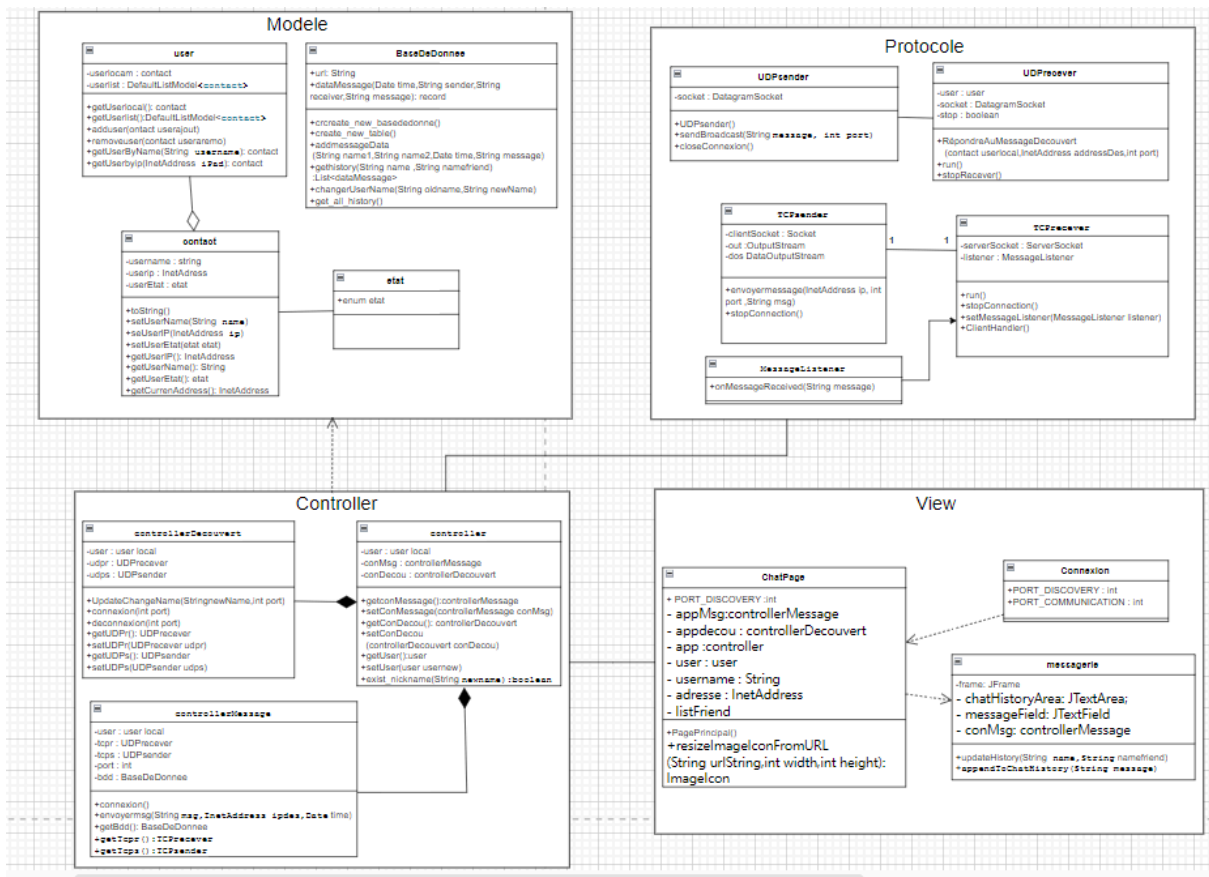 Modele
user
-userlocam : contact
-userlist : DefaultListModel<contact>
+getUserlocal(): contact
+getUserlist():DefaultListModel<contact>
+adduser(ontact userajout)
+removeuser(contact useraremo)
+getUserByName(String username): contact
+getUserbyip(InetAddress iPad): contact
BaseDeDonnee
+url: String
+dataMessage(Date time,String sender,String
receiver,String message): record
+crcreate_new_basededonne()
+create_new_table()
+addmessageData
(String name1,String name2,Date time,String message)
+gethistory(String name ,String namefriend)
:List<dataMessage>
+changerUserName(String oldname,String newName)
+get_all_history()
contact
-username : string
-userip : InetAdress
-userEtat : etat
+toString()
+setUserName(String name)
+seUserIP(InetAddress ip)
+setUserEtat(etat etat)
+getUserIP(): InetAddress
+getUserName(): String
+getUserEtat(): etat
+getCurrenAddress(): InetAddress
etat
+enum etat
Protocole
UDPsender
-socket : DatagramSocket
+UDPsender()
+sendBroadcast(String message, int port)
+closeConnexion()
UDPrecever
-user : user
-socket : DatagramSocket
-stop : boolean
+RépondreAuMessageDecouvert
(contact userlocal,InetAddress addressDes,int port)
+run()
+stopRecever()
TCPsender
-clientSocket : Socket
-out :OutputStream
-dos DataOutputStream
+envoyermessage(InetAddress ip, int
port ,String msg)
+stopConnection()
1
1
TCPrecever
-serverSocket : ServerSocket
-listener : MessageListener
+run()
+stopConnection()
+setMessageListener(MessageListener listener)
+ClientHandler()
MessageListener
+onMessageReceived(String message)
Controller
controllerDecouvert
-user : user local
-udpr : UDPrecever
-udps : UDPsender
+UpdateChangeName(StringnewName,int port)
+connexion(int port)
+deconnexion(int port)
+getUDPr(): UDPrecever
+setUDPr(UDPrecever udpr)
+getUDPs(): UDPsender
+setUDPs(UDPsender udps)
controller
-user : user local
-conMsg : controllerMessage
-conDecou : controllerDecouvert
+getconMessage():controllerMessage
+setConMessage(controllerMessage conMsg)
+getConDecou(): controllerDecouvert
+setConDecou
(controllerDecouvert conDecou)
+getUser():user
+setUser(user usernew)
+exist_nickname(String newname):boolean
controllerMessage
-user : user local
-tcpr : UDPrecever
-tcps : UDPsender
-port : int
-bdd : BaseDeDonnee
+connexion()
+envoyermsg(String msg,InetAddress ipdes,Date time)
+getBdd(): BaseDeDonnee
+getTcpr():TCPrecever
+getTcps():TCPsender
View
ChatPage
+ PORT_DISCOVERY :int
- appMsg:controllerMessage
- appdecou : controllerDecouvert
- app :controller
- user : user
- username : String
- adresse : InetAddress
- listFriend
+PagePrincipal()
+resizeImageIconFromURL
(String urlString,int width,int height):
ImageIcon
Connexion
+PORT_DISCOVERY : int
+PORT_COMMUNICATION : int
messagerie
-frame: JFrame
- chatHistoryArea: JTextArea;
- messageField: JTextField
- conMsg: controllerMessage
+updateHistory(String name,String namefriend)
+appendToChatHistory(String message)